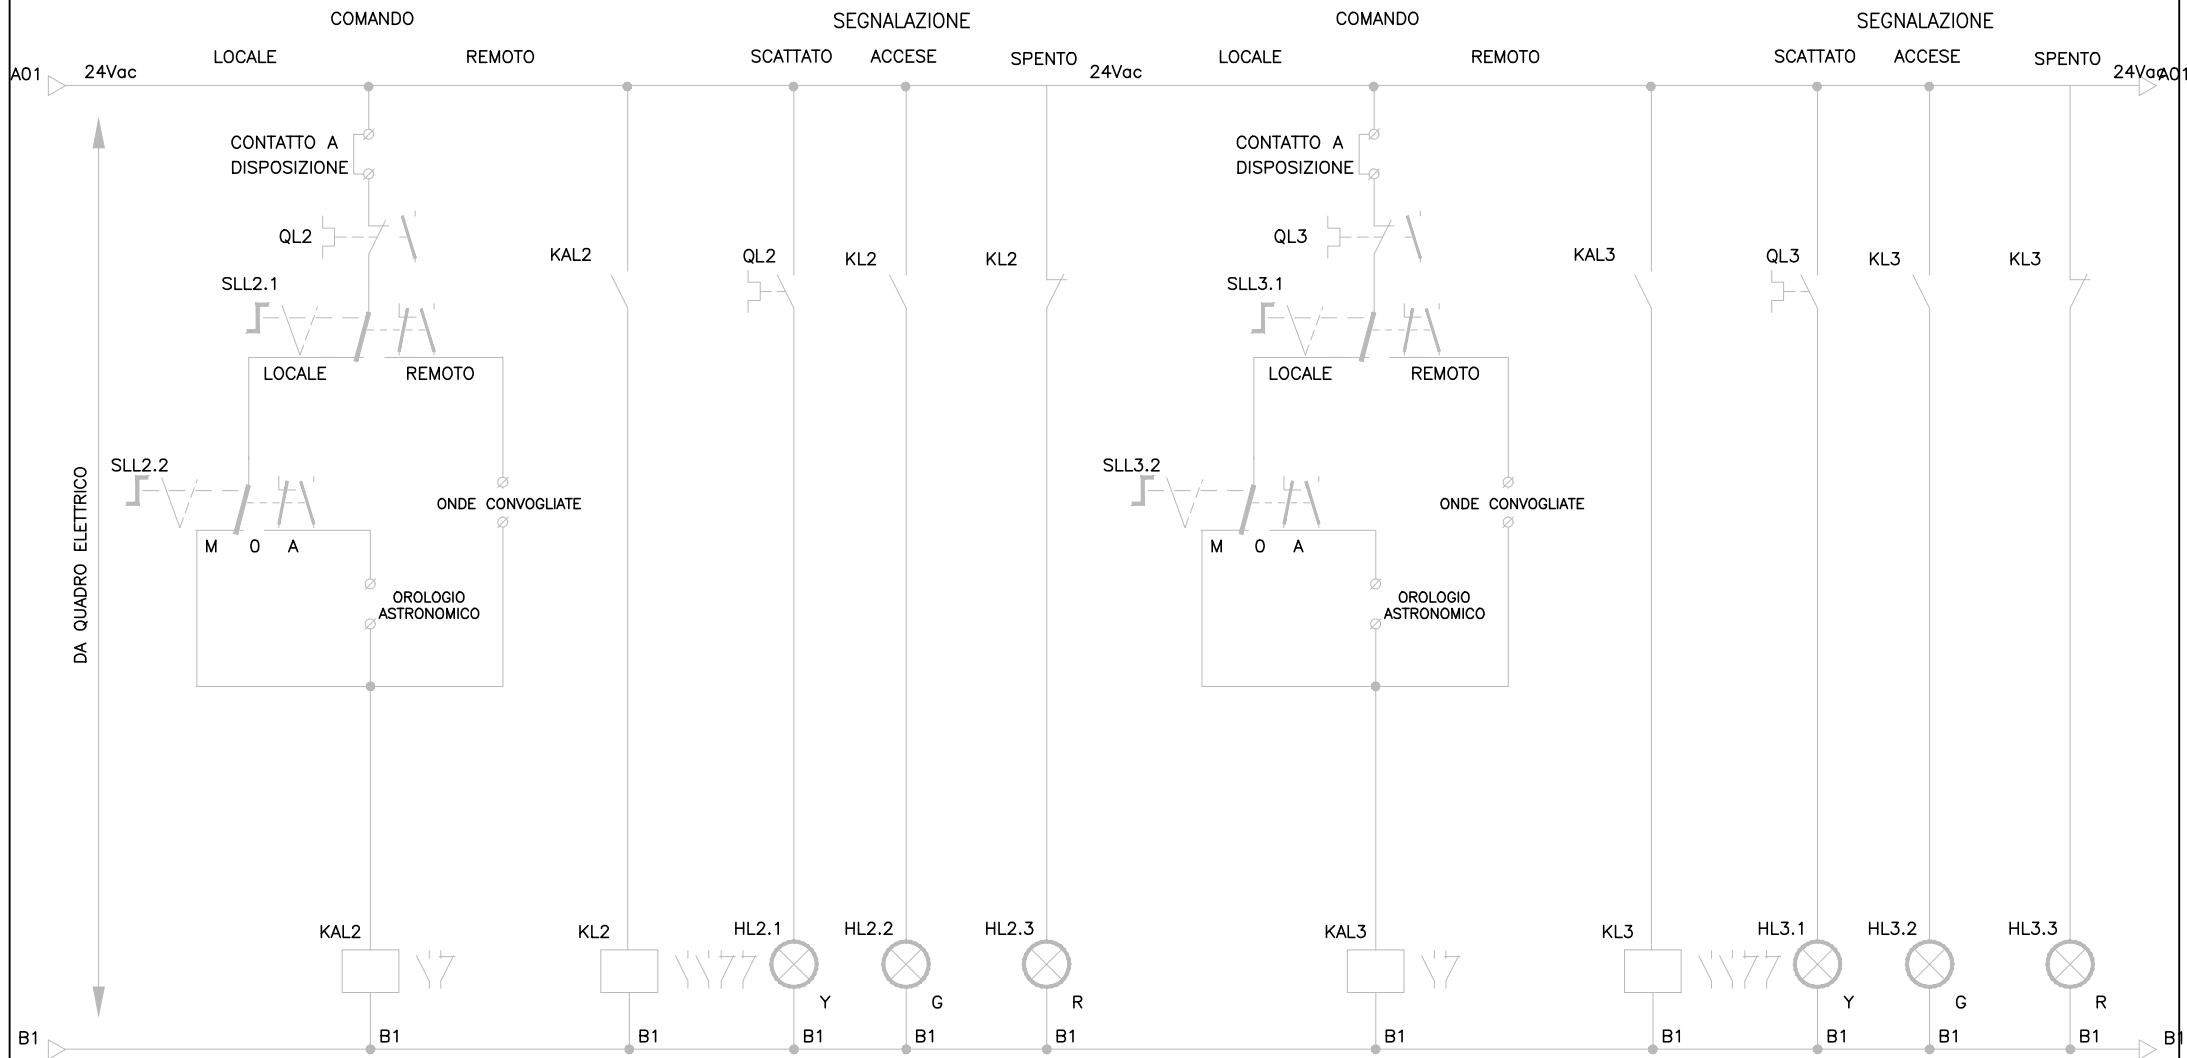 COMANDO
SEGNALAZIONE
COMANDO
SEGNALAZIONE
LOCALE
REMOTO
SCATTATO
ACCESE
SPENTO
LOCALE
REMOTO
SCATTATO
ACCESE
SPENTO
A01
24Vac
24Vac
24Vac
A01
CONTATTO A
DISPOSIZIONE
CONTATTO A
DISPOSIZIONE
QL2
KAL2
QL2
KL2
KL2
QL3
KAL3
QL3
KL3
KL3
SLL2.1
SLL3.1
LOCALE
REMOTO
LOCALE
REMOTO
SLL2.2
SLL3.2
ONDE CONVOGLIATE
ONDE CONVOGLIATE
M
O
A
M
O
A
DA QUADRO ELETTRICO
OROLOGIO
ASTRONOMICO
OROLOGIO
ASTRONOMICO
KAL2
KL2
HL2.1
HL2.2
HL2.3
KAL3
KL3
HL3.1
HL3.2
HL3.3
Y
G
R
Y
G
R
B1
B1
B1
B1
B1
B1
B1
B1
B1
B1
B1
B1